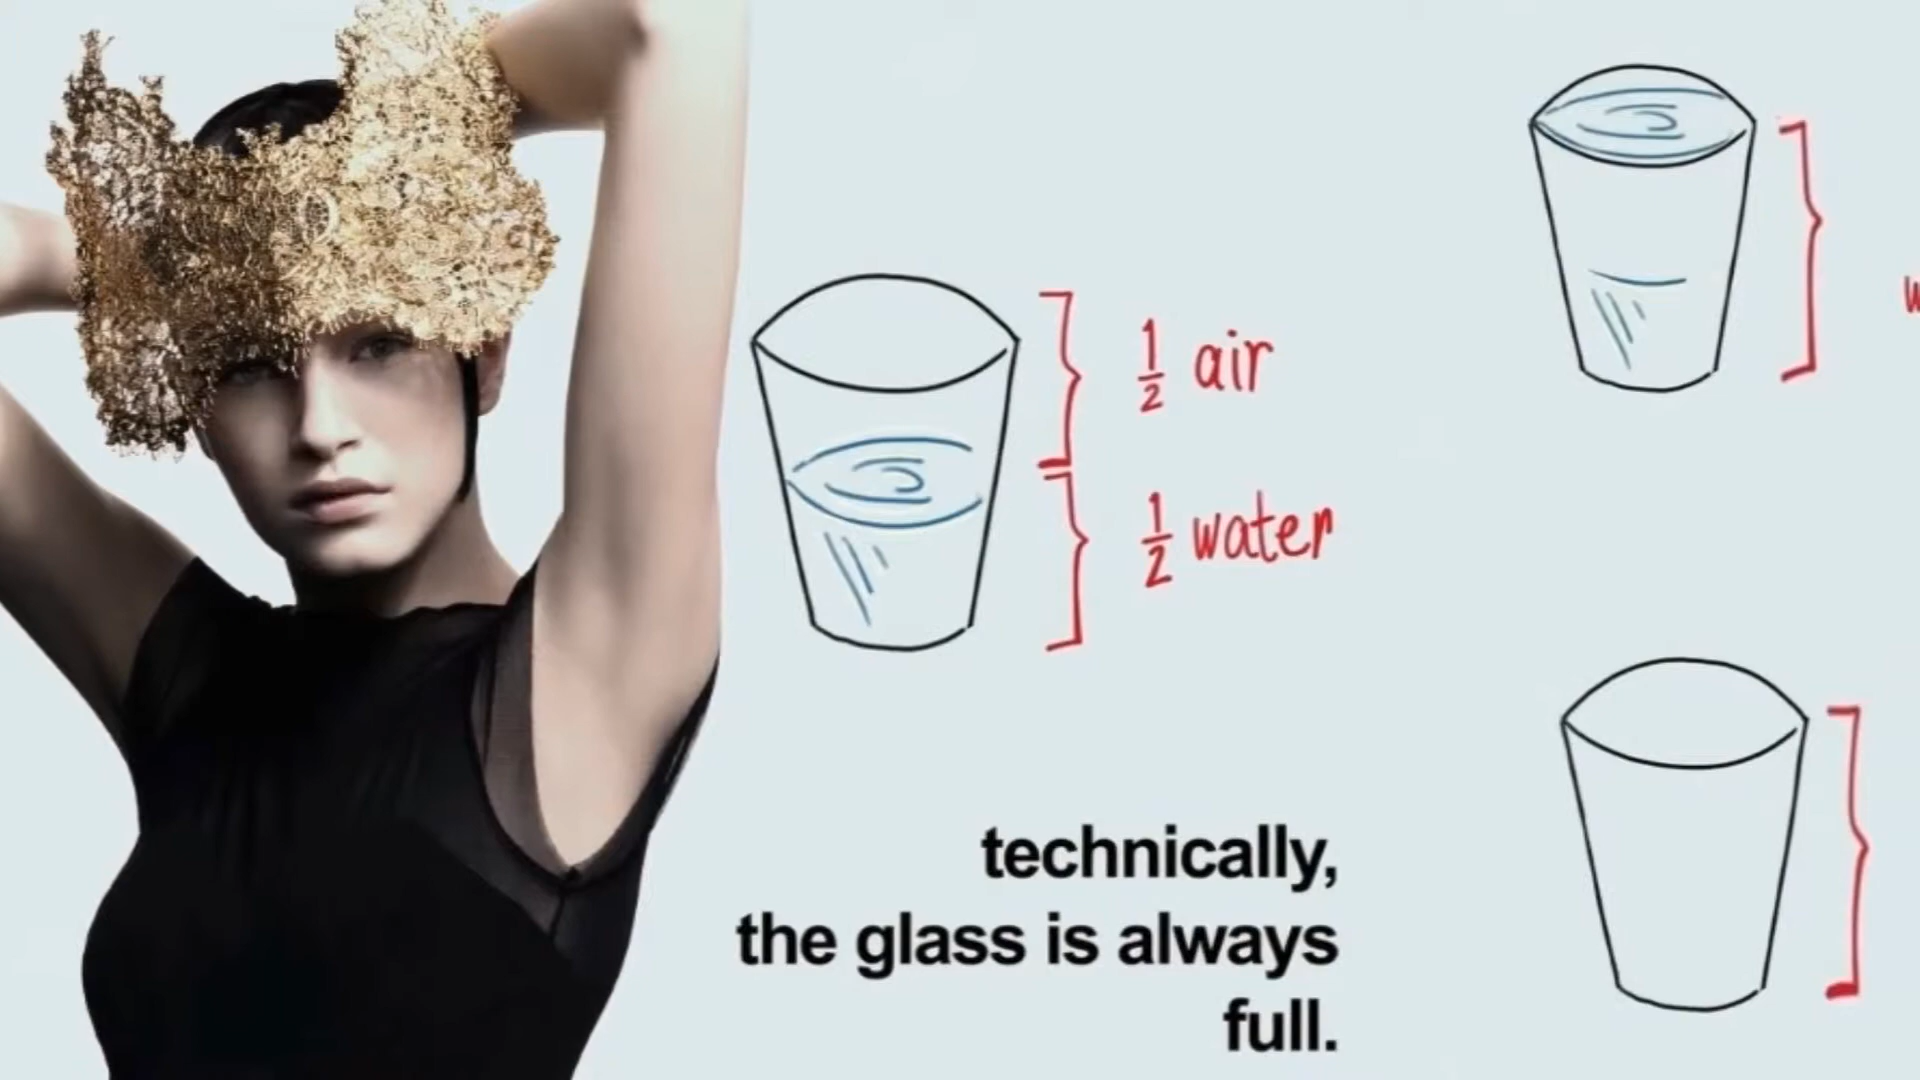 ½ air
½ water
technically,
the glass is always
full.